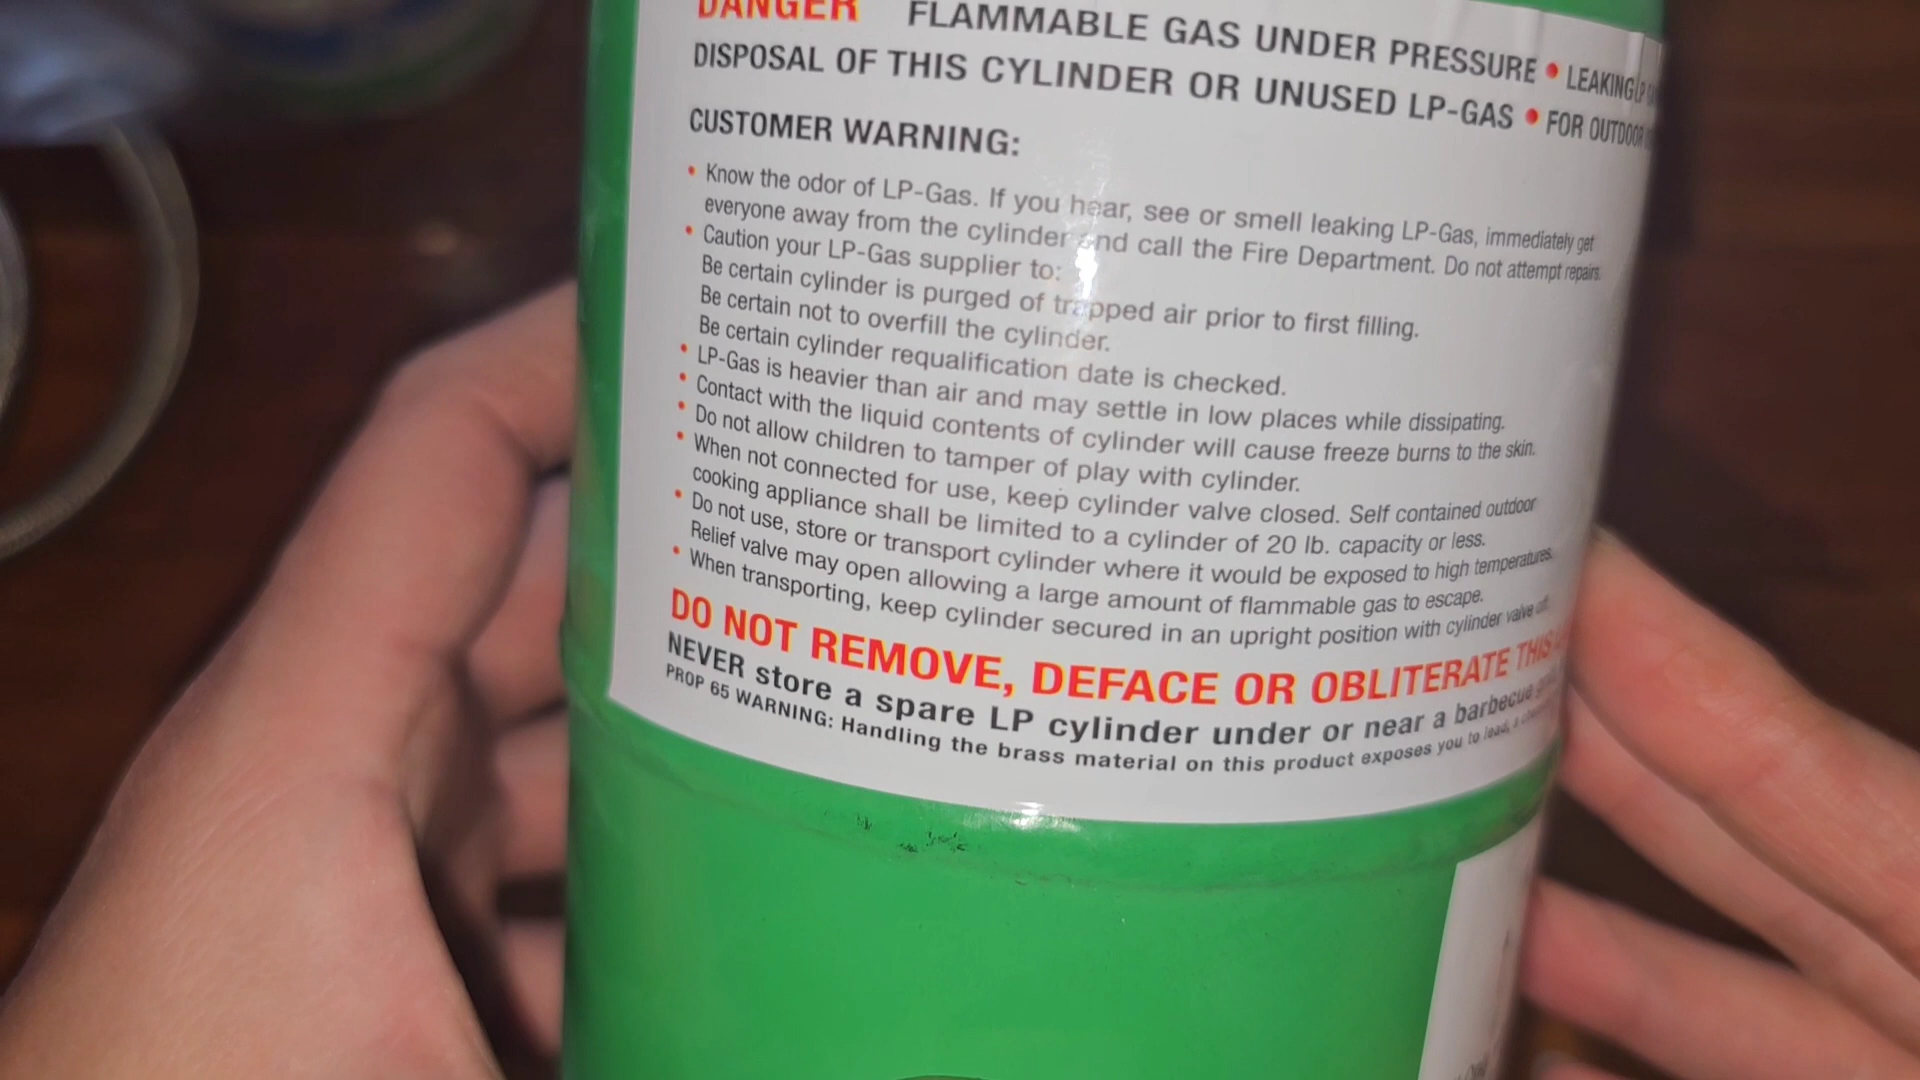 DANGER FLAMMABLE GAS UNDER PRESSURE • LEAKING LP
DISPOSAL OF THIS CYLINDER OR UNUSED LP-GAS • FOR OUTDOOR
CUSTOMER WARNING:
• Know the odor of LP-Gas. If you hear, see or smell leaking LP-Gas, immediately get
everyone away from the cylinder and call the Fire Department. Do not attempt repairs.
• Caution your LP-Gas supplier to:
Be certain cylinder is purged of trapped air prior to first filling.
Be certain not to overfill the cylinder.
Be certain cylinder requalification date is checked.
• LP-Gas is heavier than air and may settle in low places while dissipating.
• Contact with the liquid contents of cylinder will cause freeze burns to the skin.
• Do not allow children to tamper of play with cylinder.
• When not connected for use, keep cylinder valve closed. Self contained outdoor
cooking appliance shall be limited to a cylinder of 20 lb. capacity or less.
• Do not use, store or transport cylinder where it would be exposed to high temperatures.
Relief valve may open allowing a large amount of flammable gas to escape.
• When transporting, keep cylinder secured in an upright position with cylinder valve off.
DO NOT REMOVE, DEFACE OR OBLITERATE THIS
NEVER store a spare LP cylinder under or near a barbecue
PROP 65 WARNING: Handling the brass material on this product exposes you to lead, a